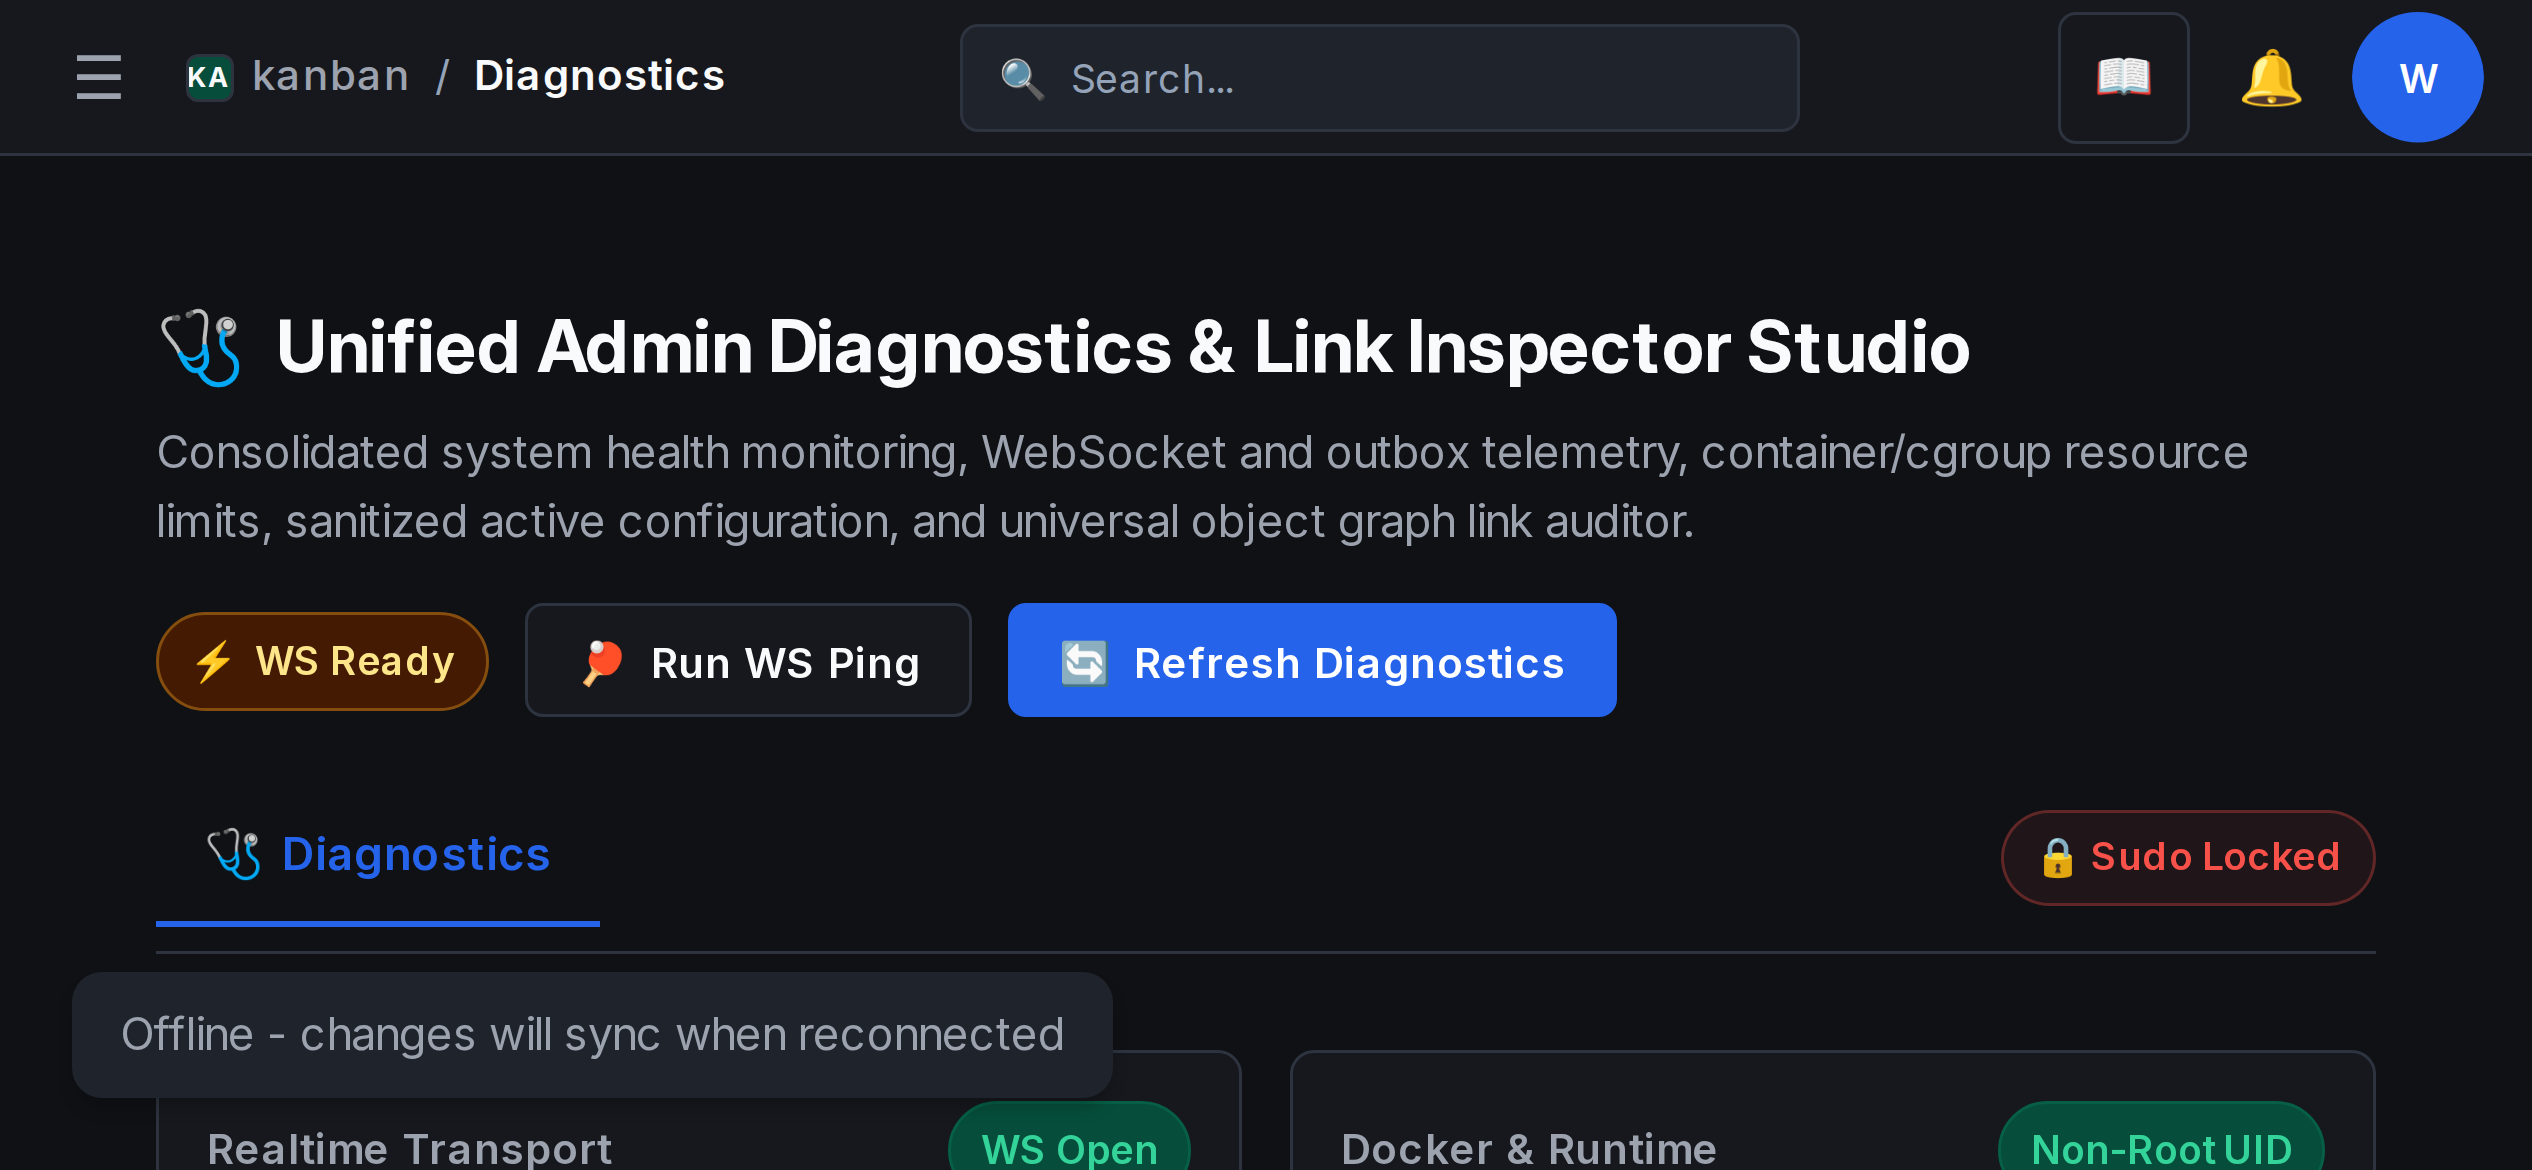 KA kanban / Diagnostics
Search...
W
Unified Admin Diagnostics & Link Inspector Studio
Consolidated system health monitoring, WebSocket and outbox telemetry, container/cgroup resource
limits, sanitized active configuration, and universal object graph link auditor.
WS Ready
Run WS Ping
Refresh Diagnostics
Diagnostics
Sudo Locked
Offline - changes will sync when reconnected
Realtime Transport
WS Open
Docker & Runtime
Non-Root UID